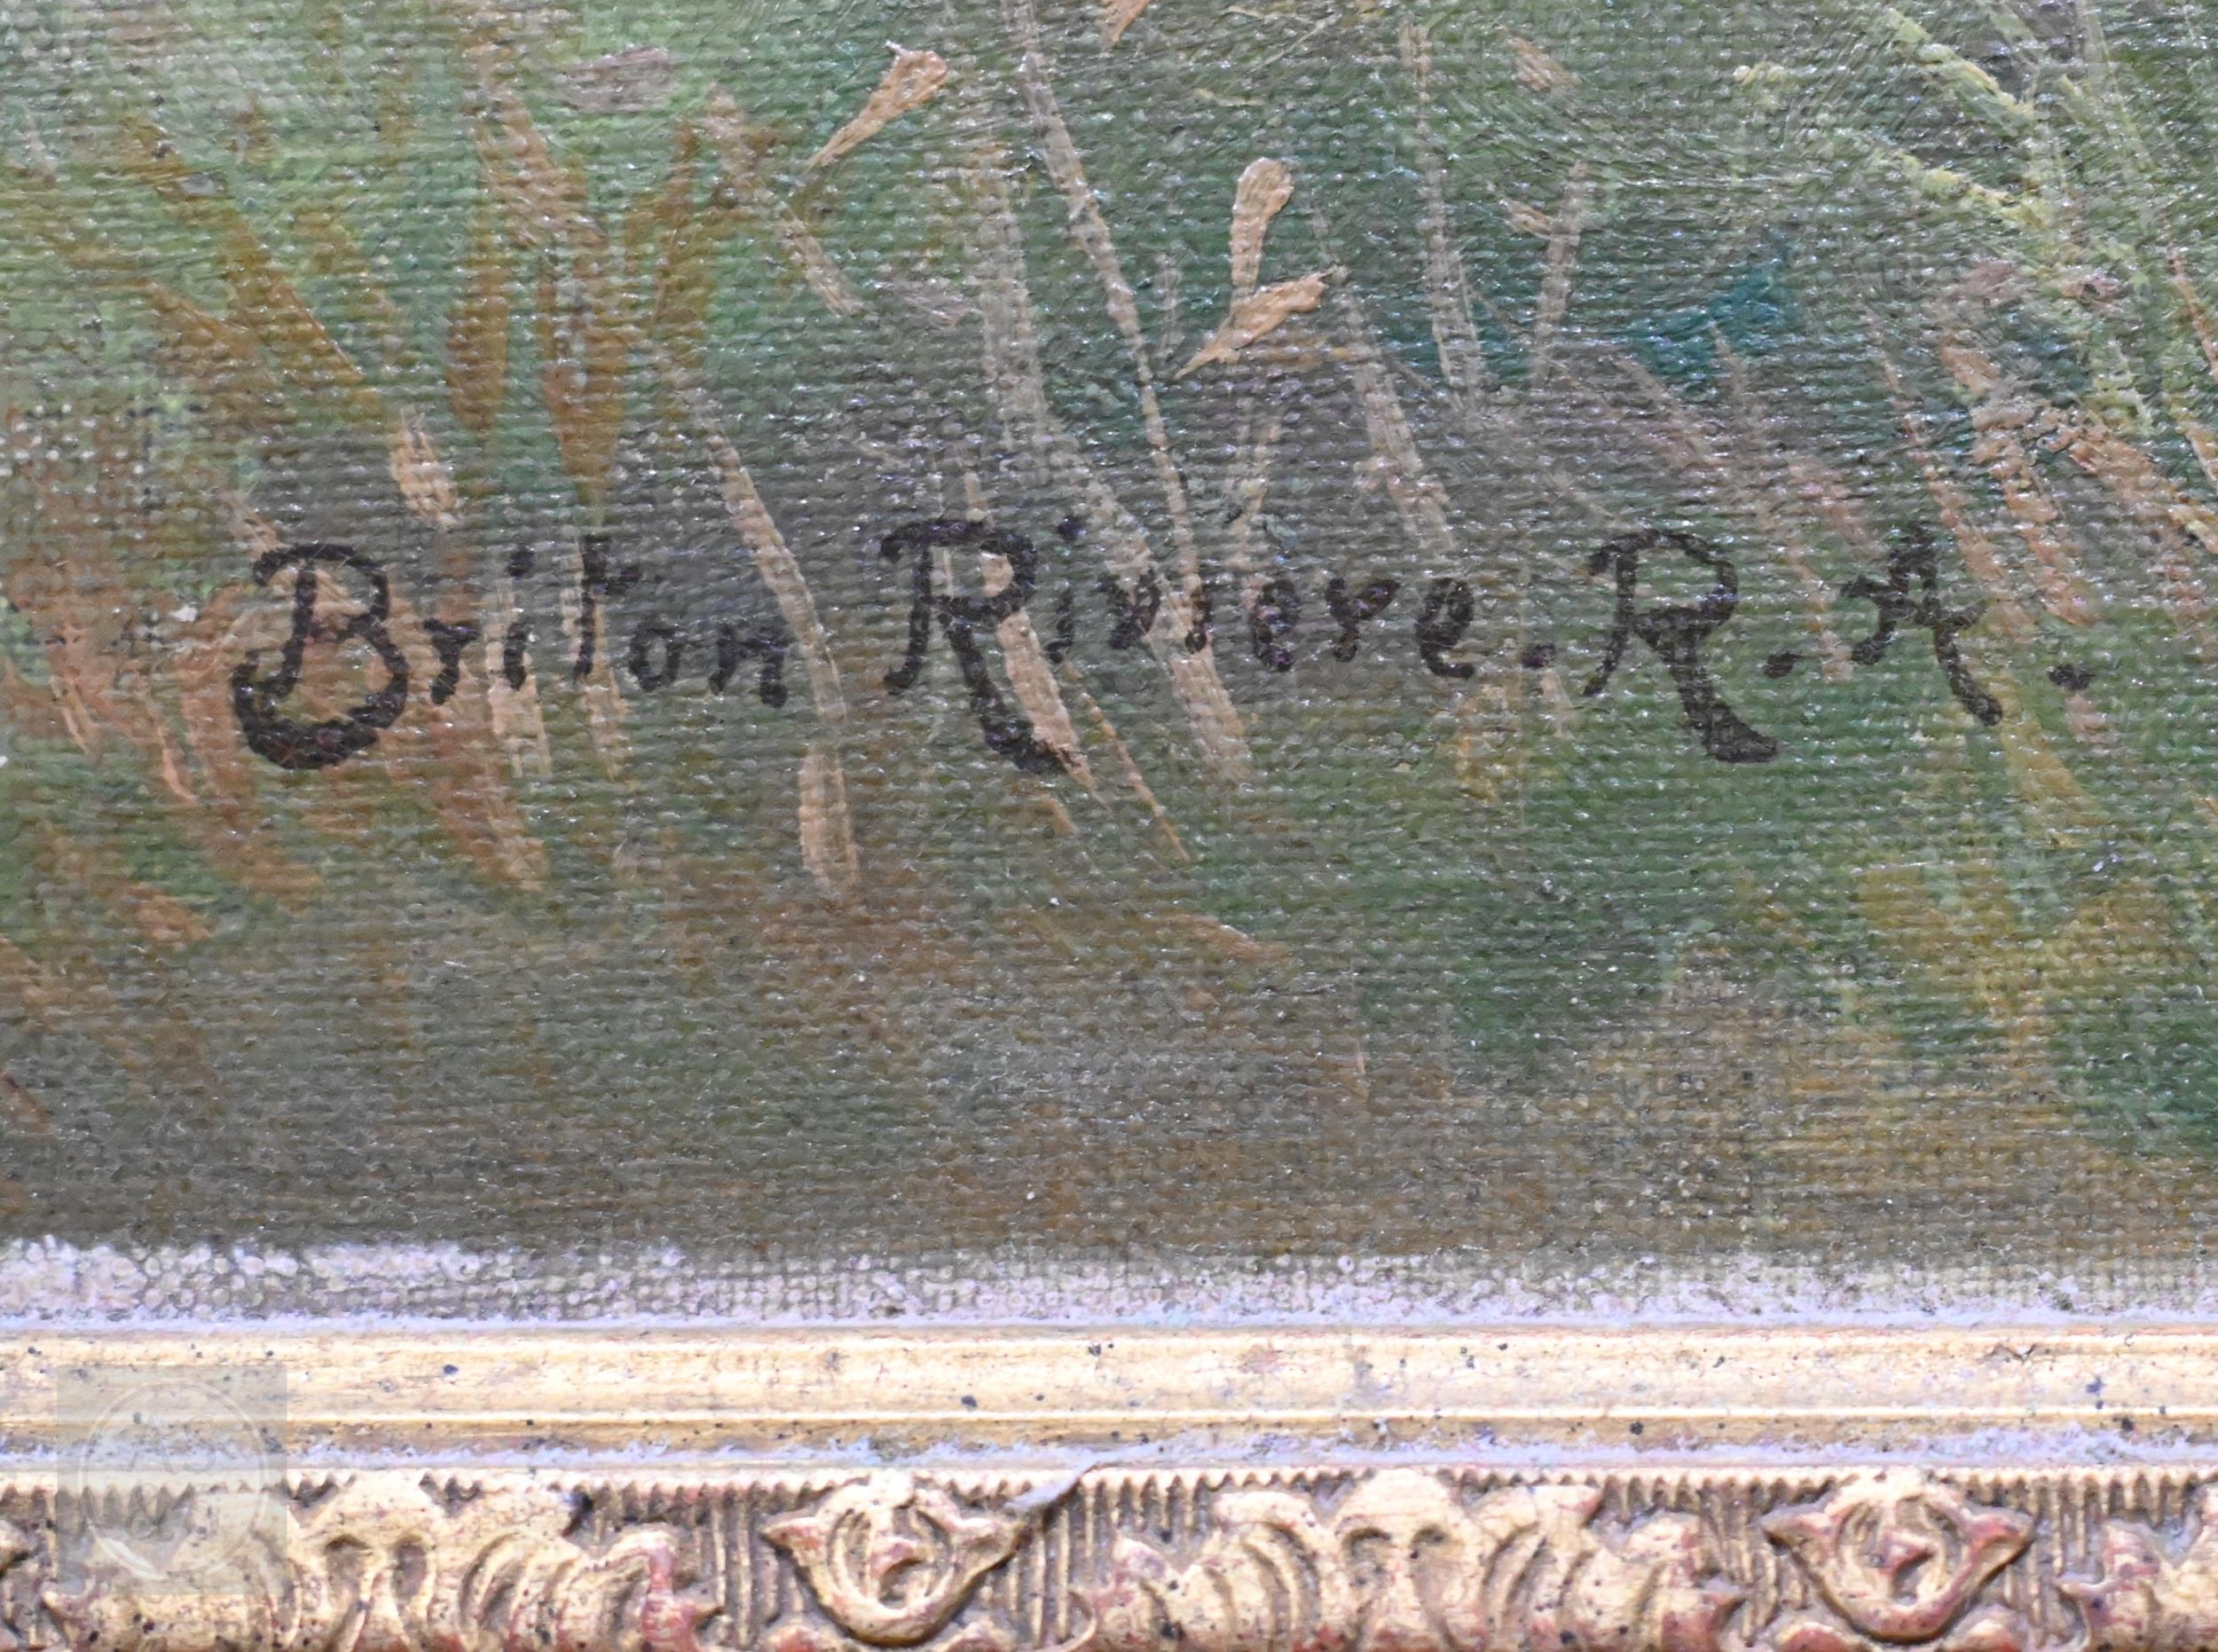 Briton Riviere. R. A.